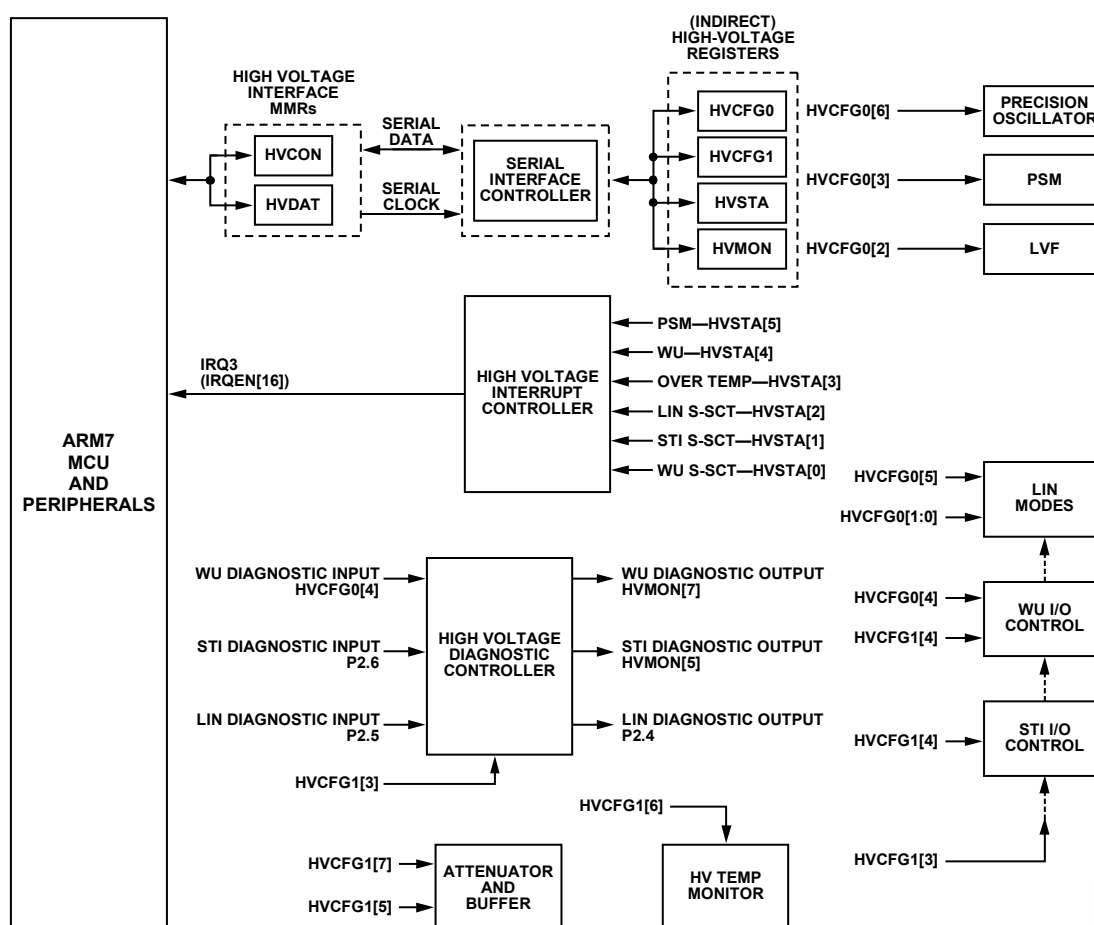 (INDIRECT)
HIGH-VOLTAGE
REGISTERS
HIGH VOLTAGE
INTERFACE
MMRs
HVCON
HVDAT
SERIAL
DATA
SERIAL
CLOCK
SERIAL
INTERFACE
CONTROLLER
HVCFG0
HVCFG1
HVSTA
HVMON
HVCFG0[6]
PRECISION
OSCILLATOR
HVCFG0[3]
PSM
HVCFG0[2]
LVF
ARM7
MCU
AND
PERIPHERALS
IRQ3
(IRQEN[16])
HIGH VOLTAGE
INTERRUPT
CONTROLLER
PSM—HVSTA[5]
WU—HVSTA[4]
OVER TEMP—HVSTA[3]
LIN S-SCT—HVSTA[2]
STI S-SCT—HVSTA[1]
WU S-SCT—HVSTA[0]
HVCFG0[5]
HVCFG0[1:0]
LIN
MODES
WU DIAGNOSTIC INPUT
HVCFG0[4]
STI DIAGNOSTIC INPUT
P2.6
LIN DIAGNOSTIC INPUT
P2.5
HVCFG1[3]
HIGH VOLTAGE
DIAGNOSTIC
CONTROLLER
WU DIAGNOSTIC OUTPUT
HVMON[7]
STI DIAGNOSTIC OUTPUT
HVMON[5]
LIN DIAGNOSTIC OUTPUT
P2.4
HVCFG0[4]
HVCFG1[4]
WU I/O
CONTROL
HVCFG1[4]
STI I/O
CONTROL
HVCFG1[3]
HVCFG1[6]
HV TEMP
MONITOR
HVCFG1[7]
HVCFG1[5]
ATTENUATOR
AND
BUFFER